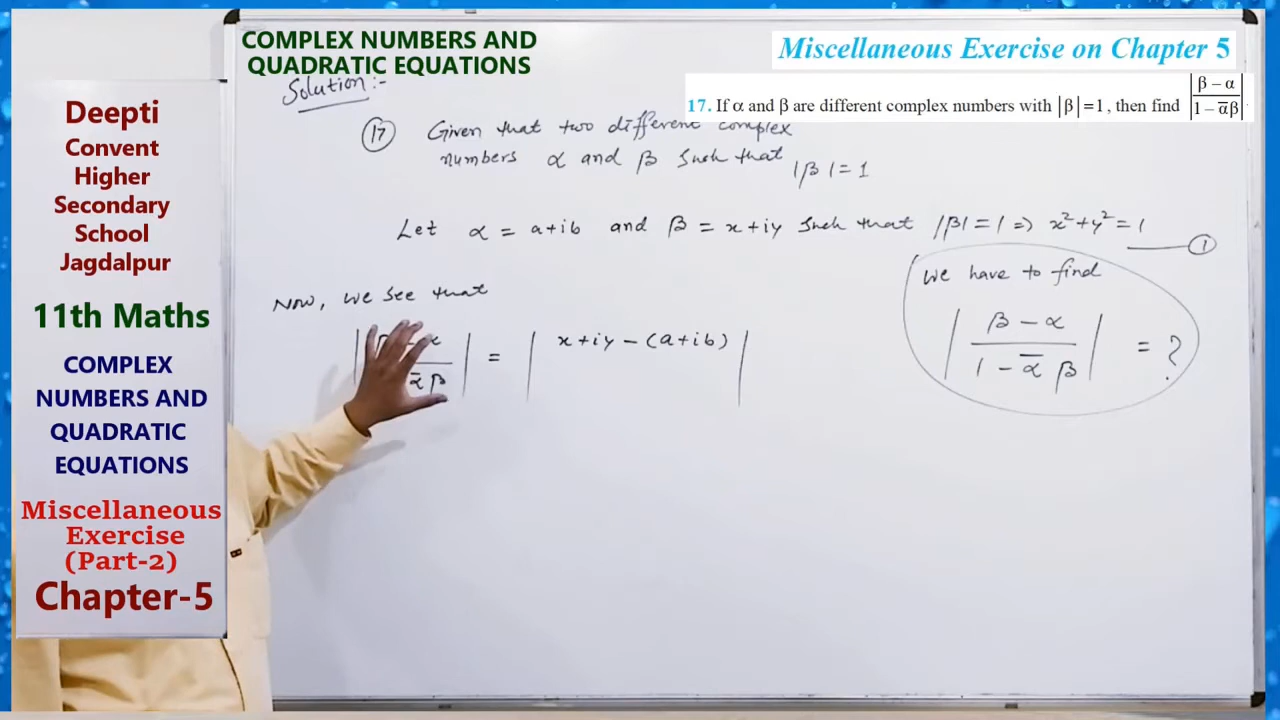 COMPLEX NUMBERS AND
QUADRATIC EQUATIONS
Miscellaneous Exercise on Chapter 5
17. If α and β are different complex numbers with |β|=1, then find |(β – α)/(1 – ᾱβ)|.
Deepti
Convent
Higher
Secondary
School
Jagdalpur
11th Maths
COMPLEX
NUMBERS AND
QUADRATIC
EQUATIONS
Miscellaneous
Exercise
(Part-2)
Chapter-5
Solution:-
(17) Given that two different complex
numbers α and β such that
|β|=1
Let α = a+ib and β = x+iy such that |β|=1 ⇒ x²+y²=1
①
We have to find
|(β – α)/(1 – ᾱ β)| = ?
Now, we see that
= | x+iy – (a+ib) |